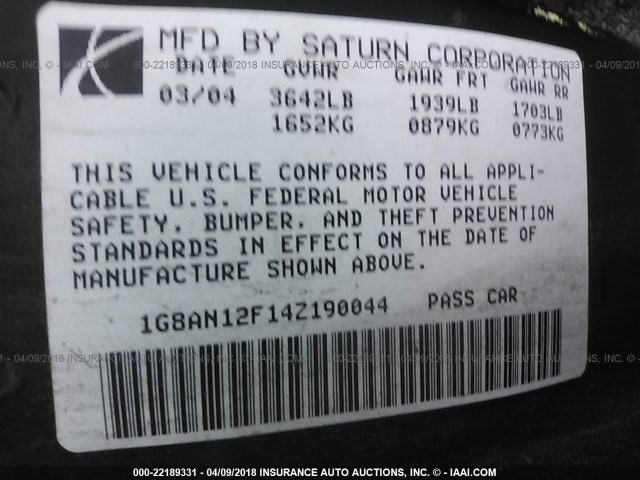 MFD BY SATURN CORPORATION
DATE GVWR GAWR FRT GAWR RR
03/04 3642LB 1939LB 1703LB
1652KG 0879KG 0773KG
THIS VEHICLE CONFORMS TO ALL APPLI-
CABLE U.S. FEDERAL MOTOR VEHICLE
SAFETY, BUMPER, AND THEFT PREVENTION
STANDARDS IN EFFECT ON THE DATE OF
MANUFACTURE SHOWN ABOVE.
1G8AN12F14Z190044 PASS CAR
000-22189331 - 04/09/2018 INSURANCE AUTO AUCTIONS, INC. - © - IAAI.COM